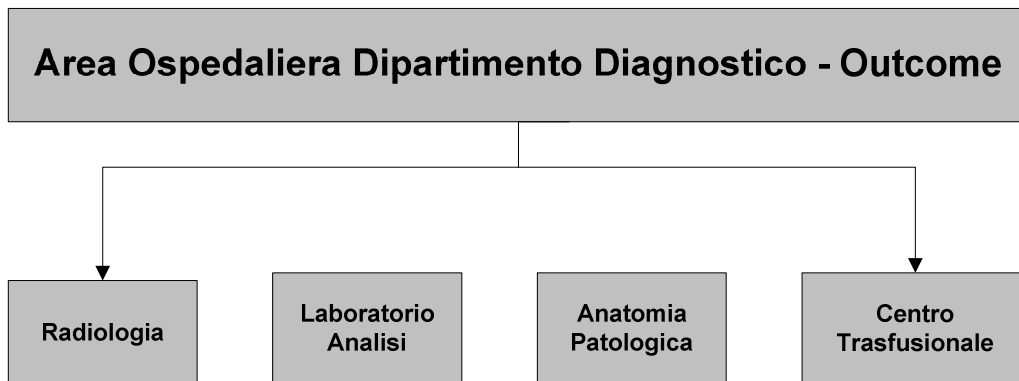 Area Ospedaliera Dipartimento Diagnostico - Outcome
Radiologia
Laboratorio
Analisi
Anatomia
Patologica
Centro
Trasfusionale